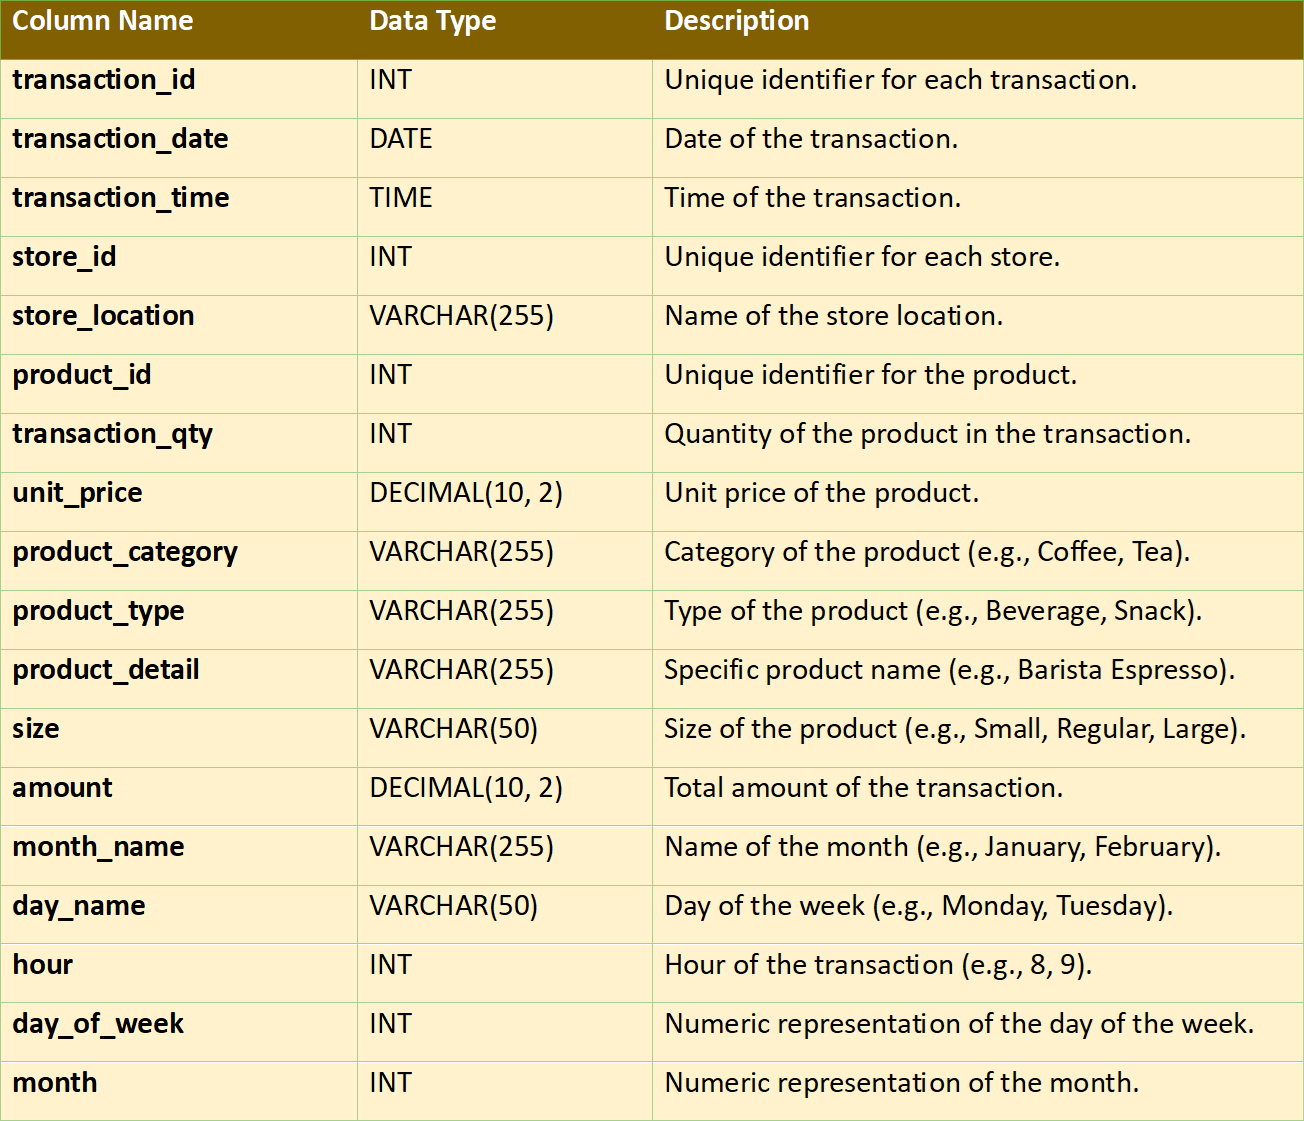 Column Name Data Type Description
transaction_id INT Unique identifier for each transaction.
transaction_date DATE Date of the transaction.
transaction_time TIME Time of the transaction.
store_id INT Unique identifier for each store.
store_location VARCHAR(255) Name of the store location.
product_id INT Unique identifier for the product.
transaction_qty INT Quantity of the product in the transaction.
unit_price DECIMAL(10, 2) Unit price of the product.
product_category VARCHAR(255) Category of the product (e.g., Coffee, Tea).
product_type VARCHAR(255) Type of the product (e.g., Beverage, Snack).
product_detail VARCHAR(255) Specific product name (e.g., Barista Espresso).
size VARCHAR(50) Size of the product (e.g., Small, Regular, Large).
amount DECIMAL(10, 2) Total amount of the transaction.
month_name VARCHAR(255) Name of the month (e.g., January, February).
day_name VARCHAR(50) Day of the week (e.g., Monday, Tuesday).
hour INT Hour of the transaction (e.g., 8, 9).
day_of_week INT Numeric representation of the day of the week.
month INT Numeric representation of the month.